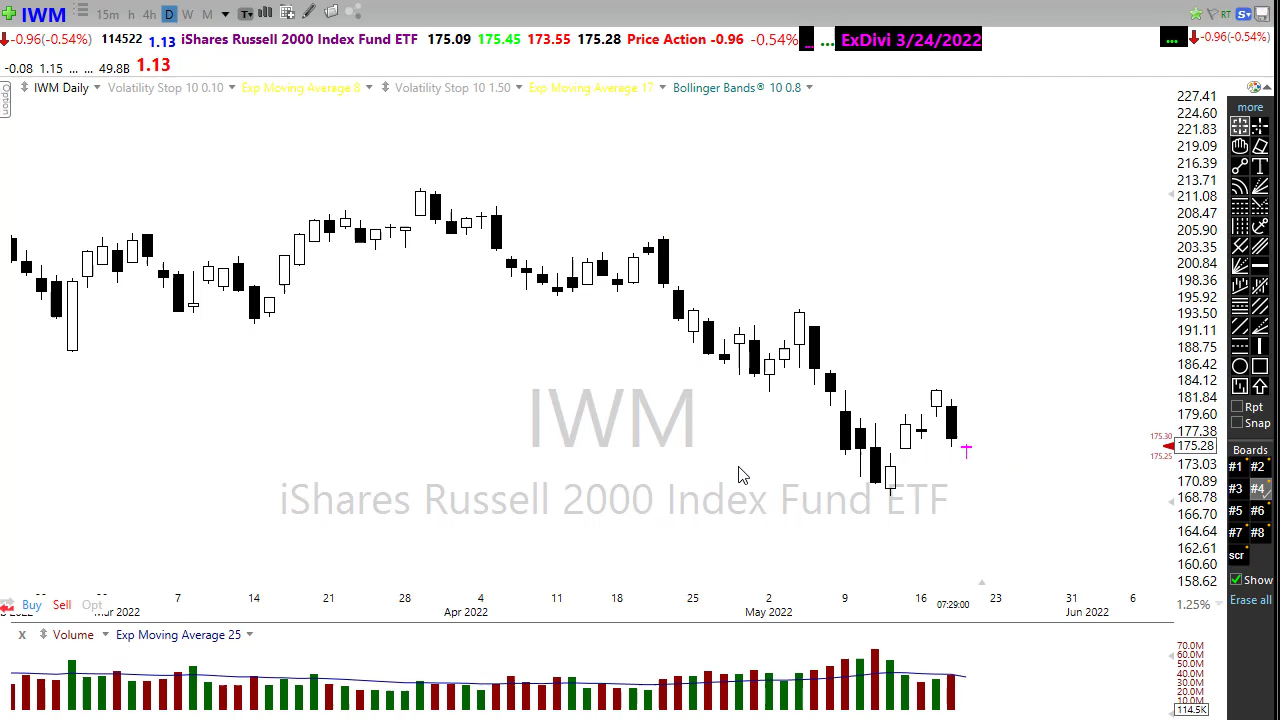 IWM 15m h 4h D W M T RT S
-0.96(-0.54%) 114522 1.13 iShares Russell 2000 Index Fund ETF 175.09 175.45 173.55 175.28 Price Action -0.96 -0.54% ... ... ExDivi 3/24/2022 ... -0.96(-0.54%)
-0.08 1.15 ... ... 49.8B 1.13
Option
IWM Daily Volatility Stop 10 0.10 Exp Moving Average 8 Volatility Stop 10 1.50 Exp Moving Average 17 Bollinger Bands® 10 0.8
227.41
224.60
221.83
219.09
216.39
213.71
211.08
208.47
205.90
203.35
200.84
198.36
195.92
193.50
191.11
188.75
186.42
184.12
181.84
179.60
177.38
175.30
175.28
175.25
173.03
170.89
168.78
166.70
164.64
162.61
160.60
158.62
1.25%
IWM
iShares Russell 2000 Index Fund ETF
7 14 21 28 4 11 18 25 2 9 16 07:29:00 23 31 6
Mar 2022 Apr 2022 May 2022 Jun 2022
Buy Sell Opt
X Volume Exp Moving Average 25
70.0M
60.0M
50.0M
40.0M
30.0M
20.0M
10.0M
114.5K
more
T
Rpt
Snap
Boards
#1 #2
#3 #4
#5 #6
#7 #8
scr
Show
Erase all